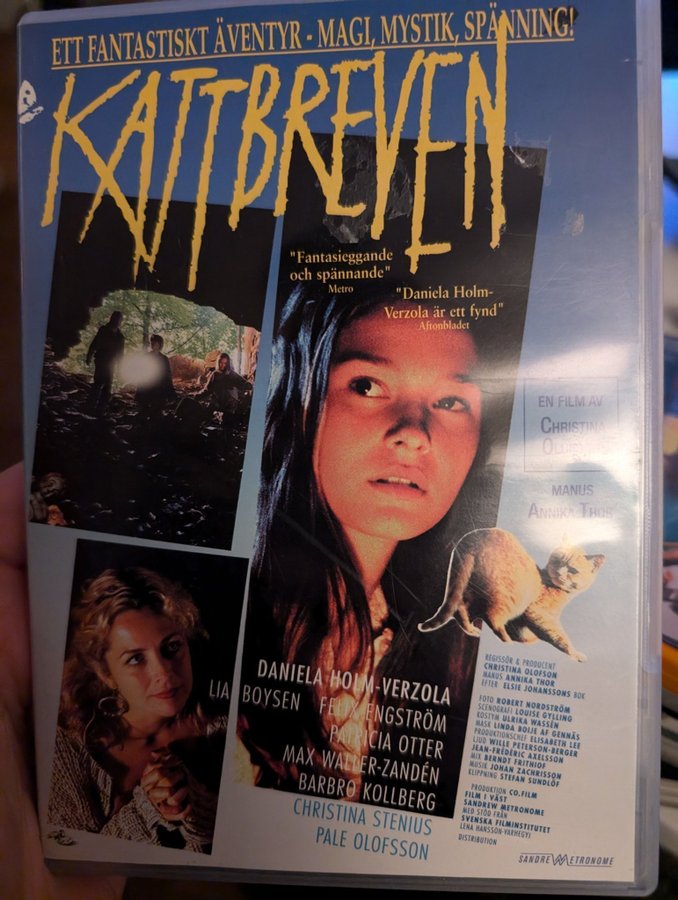 ETT FANTASTISKT ÄVENTYR - MAGI, MYSTIK, SPÄNNING!
KATTBREVEN
"Fantasieggande
och spännande"
Metro
"Daniela Holm-
Verzola är ett fynd"
Aftonbladet
EN FILM AV
CHRISTINA
OLOFSON
MANUS
ANNIKA THOR
DANIELA HOLM-VERZOLA
LIA BOYSEN FELIX ENGSTRÖM
PATRICIA OTTER
MAX WALLER-ZANDÉN
BARBRO KOLLBERG
CHRISTINA STENIUS
PALE OLOFSSON
REGISSÖR & PRODUCENT
CHRISTINA OLOFSON
MANUS ANNIKA THOR
EFTER ELSIE JOHANSSONS BOK
FOTO ROBERT NORDSTRÖM
SCENOGRAFI LOUISE GYLLING
KOSTYM ULRIKA WASSÉN
MASK LINDA BOIJE AF GENNÄS
PRODUKTIONSCHEF ELISABETH LEE
LJUD WILLE PETERSON-BERGER
JEAN-FRÉDÉRIC AXELSSON
MIX BERNDT FRITHIOF
MUSIK JOHAN ZACHRISSON
KLIPPNING STEFAN SUNDLÖF
PRODUKTION CO.FILM
FILM I VÄST
SANDREW METRONOME
MED STÖD FRÅN
SVENSKA FILMINSTITUTET
LENA HANSSON-VARHEGYI
DISTRIBUTION
SANDREW METRONOME